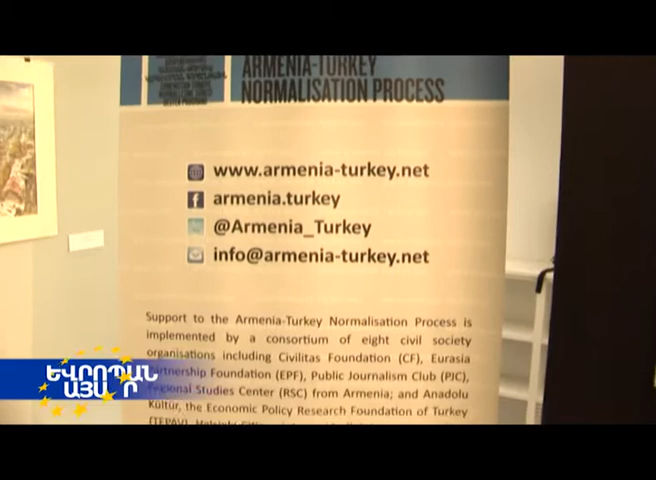 ARMENIA-TURKEY
NORMALISATION PROCESS
www.armenia-turkey.net
armenia.turkey
@Armenia_Turkey
info@armenia-turkey.net
Support to the Armenia-Turkey Normalisation Process is
implemented by a consortium of eight civil society
organisations including Civilitas Foundation (CF), Eurasia
Partnership Foundation (EPF), Public Journalism Club (PJC),
Regional Studies Center (RSC) from Armenia; and Anadolu
Kültür, the Economic Policy Research Foundation of Turkey
(TEPAV), Helsinki
ԵՎՐՈՊԱՆ
ԱՅՍՕՐ